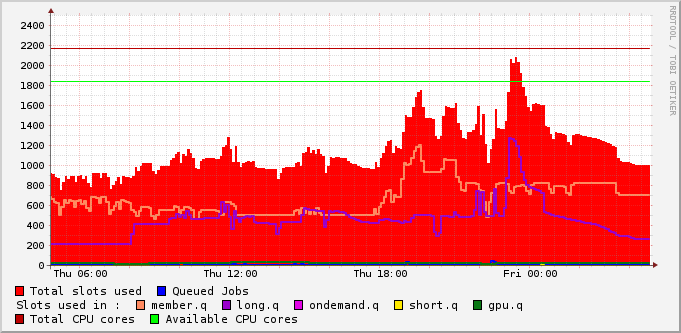 RRDTOOL / TOBI OETIKER
2400
2200
2000
1800
1600
1400
1200
1000
800
600
400
200
0
Thu 06:00 Thu 12:00 Thu 18:00 Fri 00:00
Total slots used Queued Jobs
Slots used in : member.q long.q ondemand.q short.q gpu.q
Total CPU cores Available CPU cores